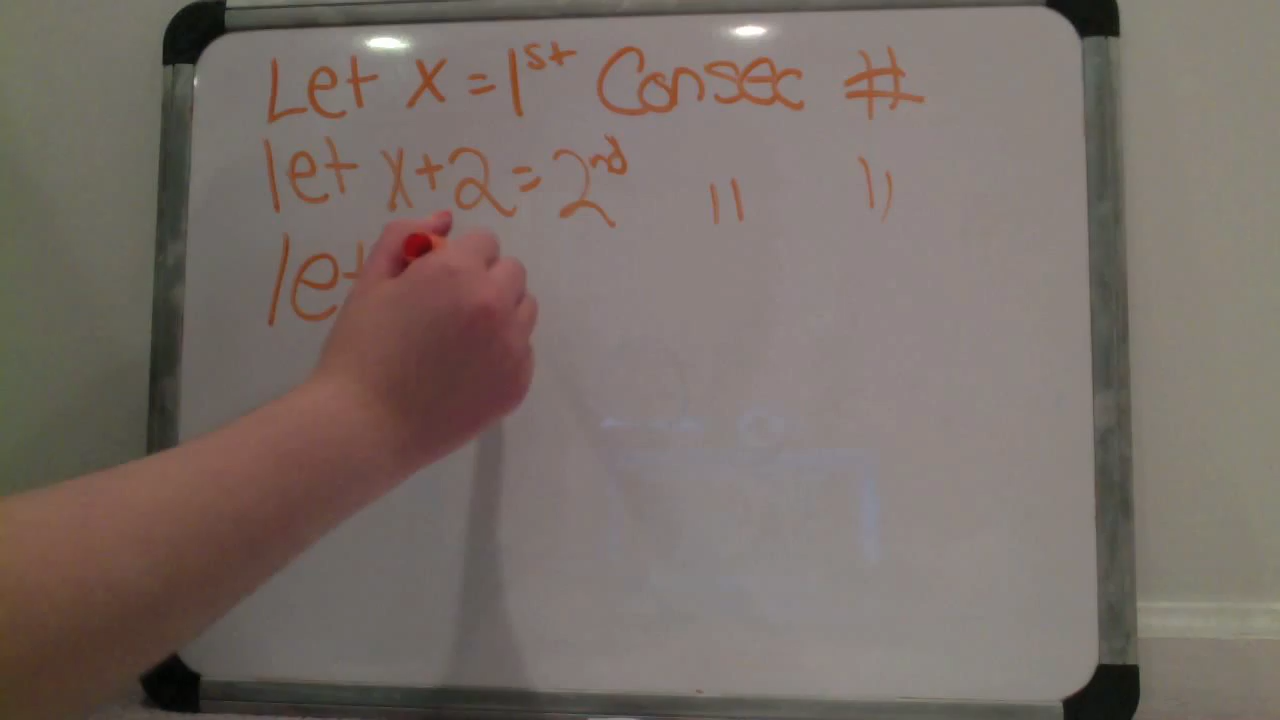 Let x = 1st Consec #
let x+2 = 2nd " "
let